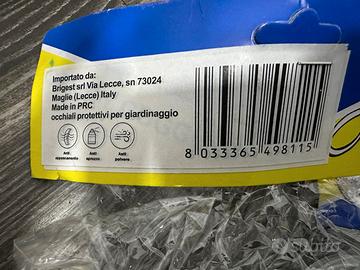 Importato da:
Brigest srl Via Lecce, sn 73024
Maglie (Lecce) Italy
Made in PRC
occhiali protettivi per giardinaggio
Anti
appannamento
Anti
spruzzo
Anti
polvere
8 033365 498115
subito